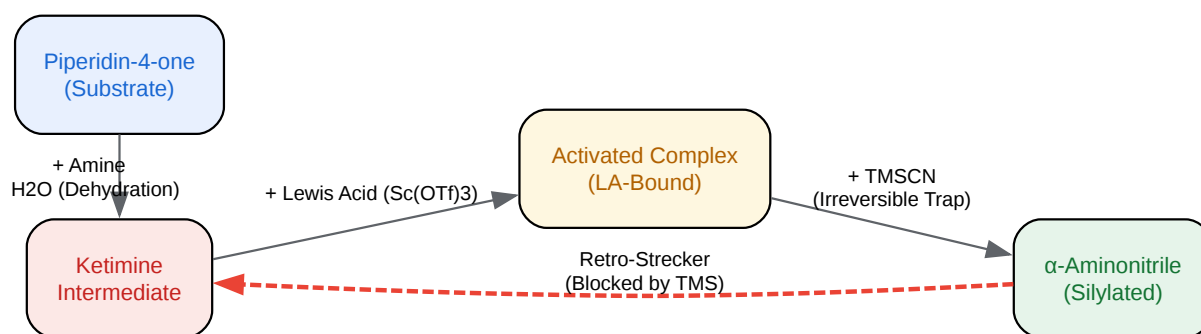 Piperidin-4-one
(Substrate)
+ Amine
H2O (Dehydration)
Ketimine
Intermediate
+ Lewis Acid (Sc(OTf)3)
Activated Complex
(LA-Bound)
+ TMSCN
(Irreversible Trap)
Retro-Strecker
(Blocked by TMS)
α-Aminonitrile
(Silylated)